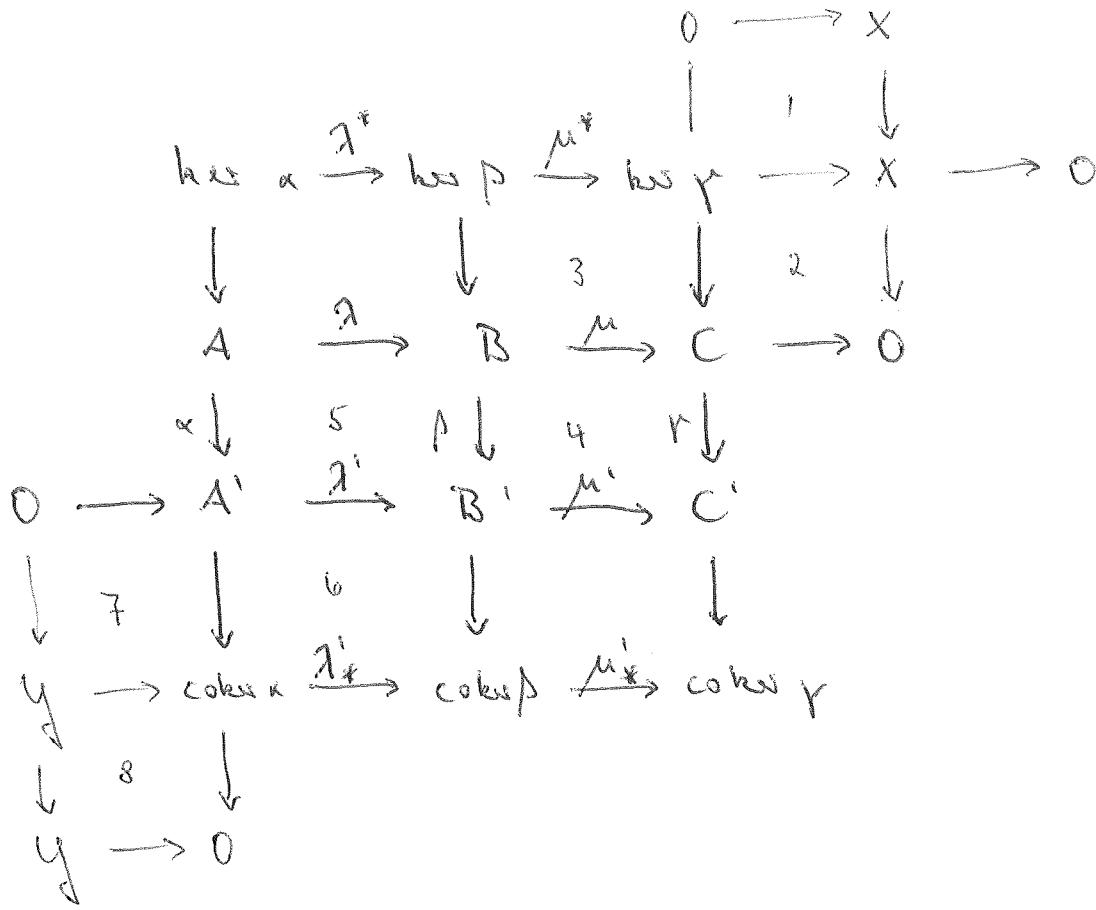 0 → X
1
λ* μ*
ker α → ker β → ker γ → X → 0
3 2
λ μ
A → B → C → 0
α 5 β 4 γ
λ' μ'
0 → A' → B' → C'
7 6
λ'* μ'*
y → coker α → coker β → coker γ
8
y → 0